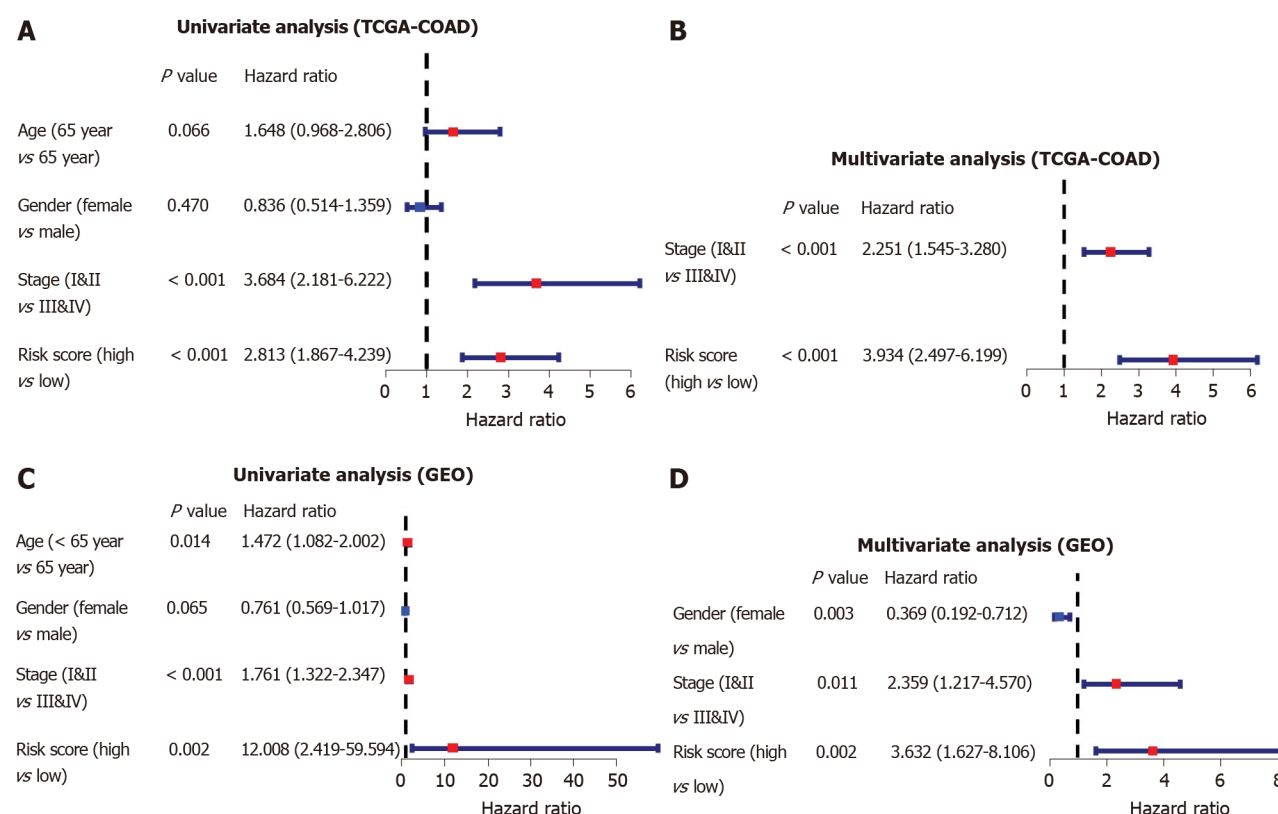 A
Univariate analysis (TCGA-COAD)
P value Hazard ratio
Age (65 year
vs 65 year)
0.066 1.648 (0.968-2.806)
Gender (female
vs male)
0.470 0.836 (0.514-1.359)
Stage (I&II
vs III&IV)
< 0.001 3.684 (2.181-6.222)
Risk score (high
vs low)
< 0.001 2.813 (1.867-4.239)
0 1 2 3 4 5 6
Hazard ratio
B
Multivariate analysis (TCGA-COAD)
P value Hazard ratio
Stage (I&II
vs III&IV)
< 0.001 2.251 (1.545-3.280)
Risk score
(high vs low)
< 0.001 3.934 (2.497-6.199)
0 1 2 3 4 5 6
Hazard ratio
C
Univariate analysis (GEO)
P value Hazard ratio
Age (< 65 year
vs 65 year)
0.014 1.472 (1.082-2.002)
Gender (female
vs male)
0.065 0.761 (0.569-1.017)
Stage (I&II
vs III&IV)
< 0.001 1.761 (1.322-2.347)
Risk score (high
vs low)
0.002 12.008 (2.419-59.594)
0 10 20 30 40 50
Hazard ratio
D
Multivariate analysis (GEO)
P value Hazard ratio
Gender (female
vs male)
0.003 0.369 (0.192-0.712)
Stage (I&II
vs III&IV)
0.011 2.359 (1.217-4.570)
Risk score (high
vs low)
0.002 3.632 (1.627-8.106)
0 2 4 6 8
Hazard ratio